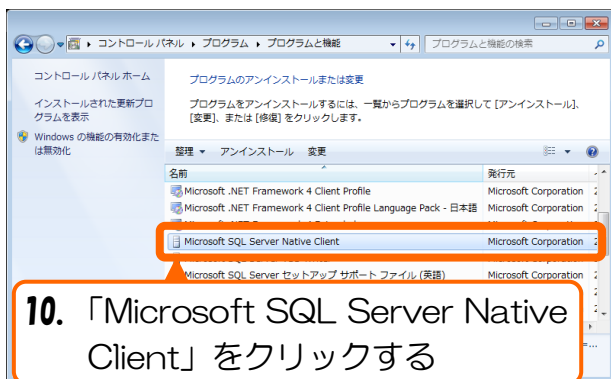 コントロール パネル ▸ プログラム ▸ プログラムと機能
プログラムと機能の検索
コントロール パネル ホーム
インストールされた更新プロ
グラムを表示
Windows の機能の有効化また
は無効化
プログラムのアンインストールまたは変更
プログラムをアンインストールするには、一覧からプログラムを選択して [アンインストール]、
[変更]、または [修復] をクリックします。
整理 ▼ アンインストール 変更
名前 発行元
Microsoft .NET Framework 4 Client Profile Microsoft Corporation
Microsoft .NET Framework 4 Client Profile Language Pack - 日本語 Microsoft Corporation
Microsoft SQL Server Native Client Microsoft Corporation
Microsoft SQL Server セットアップ サポート ファイル (英語) Microsoft Corporation
10. 「Microsoft SQL Server Native
Client」をクリックする